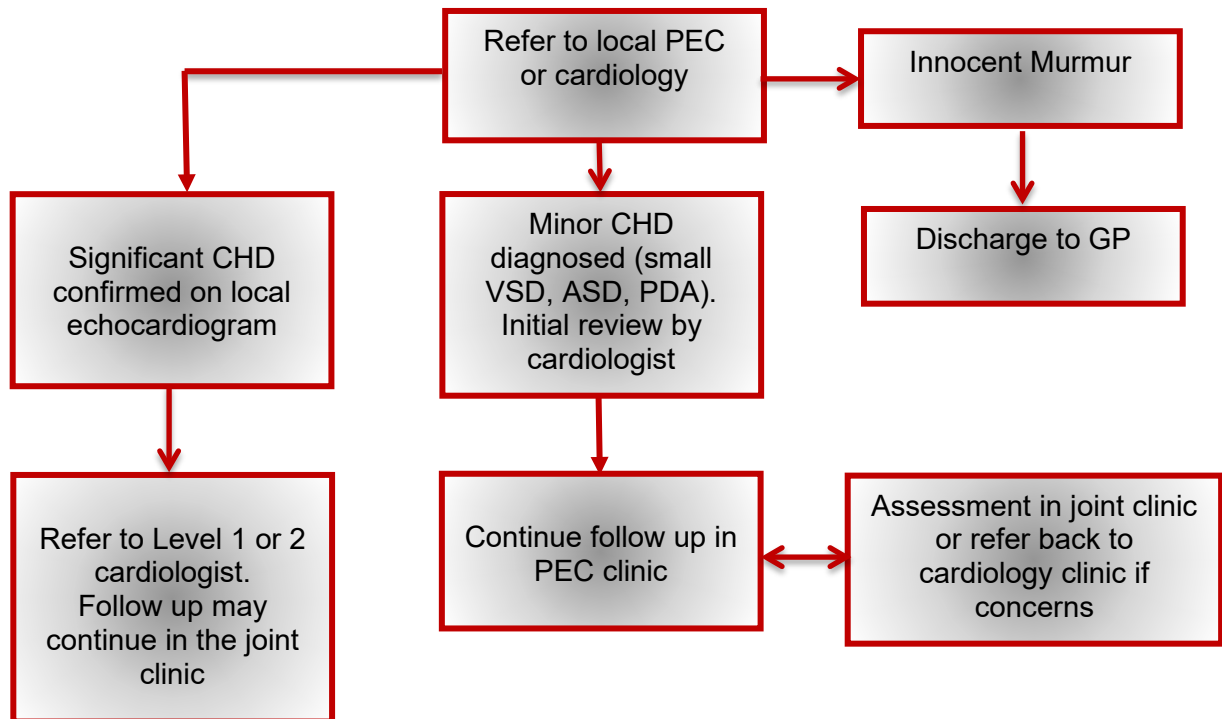 Refer to local PEC
or cardiology
Innocent Murmur
Significant CHD
confirmed on local
echocardiogram
Minor CHD
diagnosed (small
VSD, ASD, PDA).
Initial review by
cardiologist
Discharge to GP
Refer to Level 1 or 2
cardiologist.
Follow up may
continue in the joint
clinic
Continue follow up in
PEC clinic
Assessment in joint clinic
or refer back to
cardiology clinic if
concerns